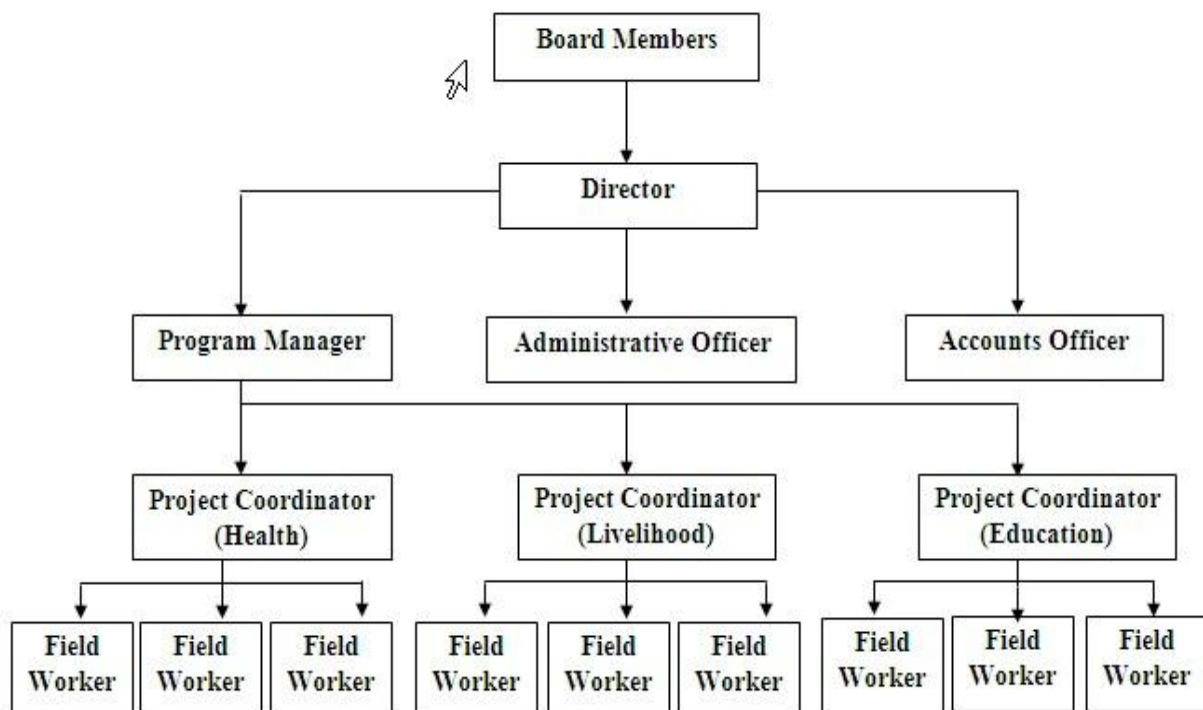 Board Members
Director
Program Manager
Administrative Officer
Accounts Officer
Project Coordinator
(Health)
Project Coordinator
(Livelihood)
Project Coordinator
(Education)
Field
Worker
Field
Worker
Field
Worker
Field
Worker
Field
Worker
Field
Worker
Field
Worker
Field
Worker
Field
Worker